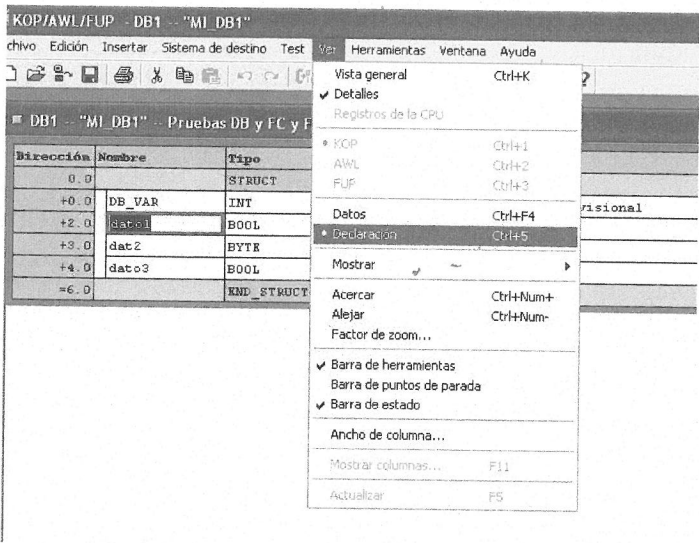 KOP/AWL/FUP - DB1 -- "MI_DB1"
chivo Edición Insertar Sistema de destino Test Ver Herramientas Ventana Ayuda
DB1 -- "MI_DB1" -- Pruebas DB y FC y F
Dirección Nombre Tipo
0.0 STRUCT
+0.0 DB_VAR INT visional
+2.0 dato1 BOOL
+3.0 dat2 BYTE
+4.0 dato3 BOOL
=6.0 END_STRUCT
Vista general Ctrl+K
Detalles
Registros de la CPU
KOP Ctrl+1
AWL Ctrl+2
FUP Ctrl+3
Datos Ctrl+F4
Declaración Ctrl+5
Mostrar
Acercar Ctrl+Num+
Alejar Ctrl+Num-
Factor de zoom...
Barra de herramientas
Barra de puntos de parada
Barra de estado
Ancho de columna...
Mostrar columnas... F11
Actualizar F5